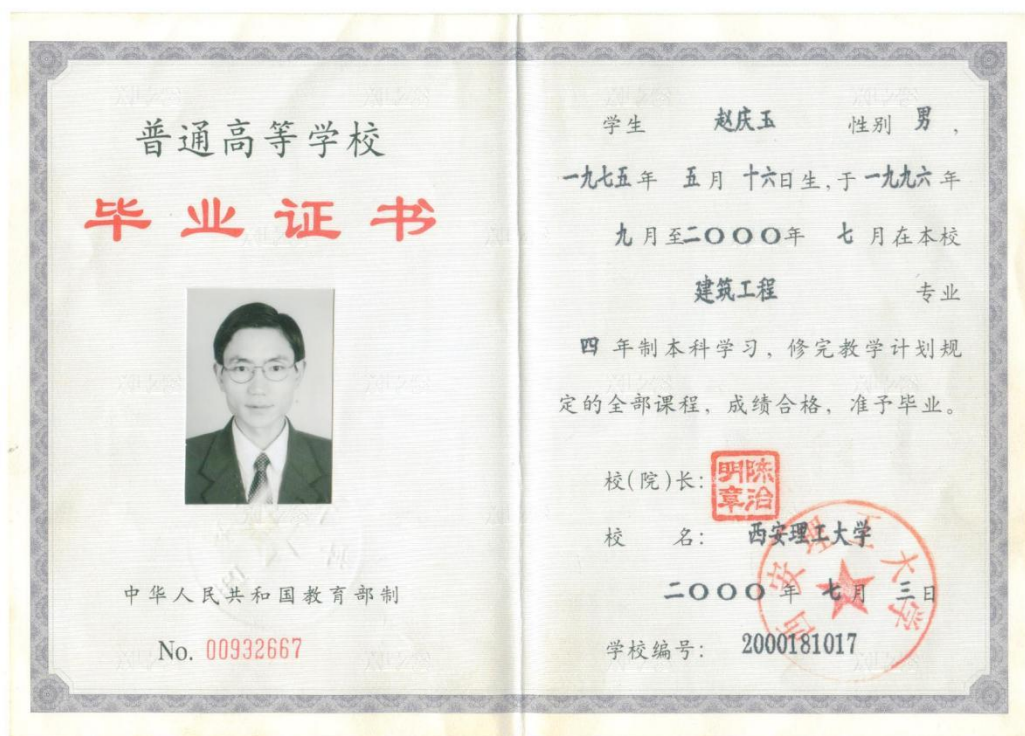 普通高等学校
毕业证书
中华人民共和国教育部制
No. 00932667
学生 赵庆玉 性别 男，
一九七五年 五月 十六日生，于一九九六年
九月至二〇〇〇年 七月在本校
建筑工程 专业
四年制本科学习，修完教学计划规
定的全部课程，成绩合格，准予毕业。
校(院)长：
陈治明章
校 名： 西安理工大学
西安理工大学
二〇〇〇年 七月 三日
学校编号： 2000181017